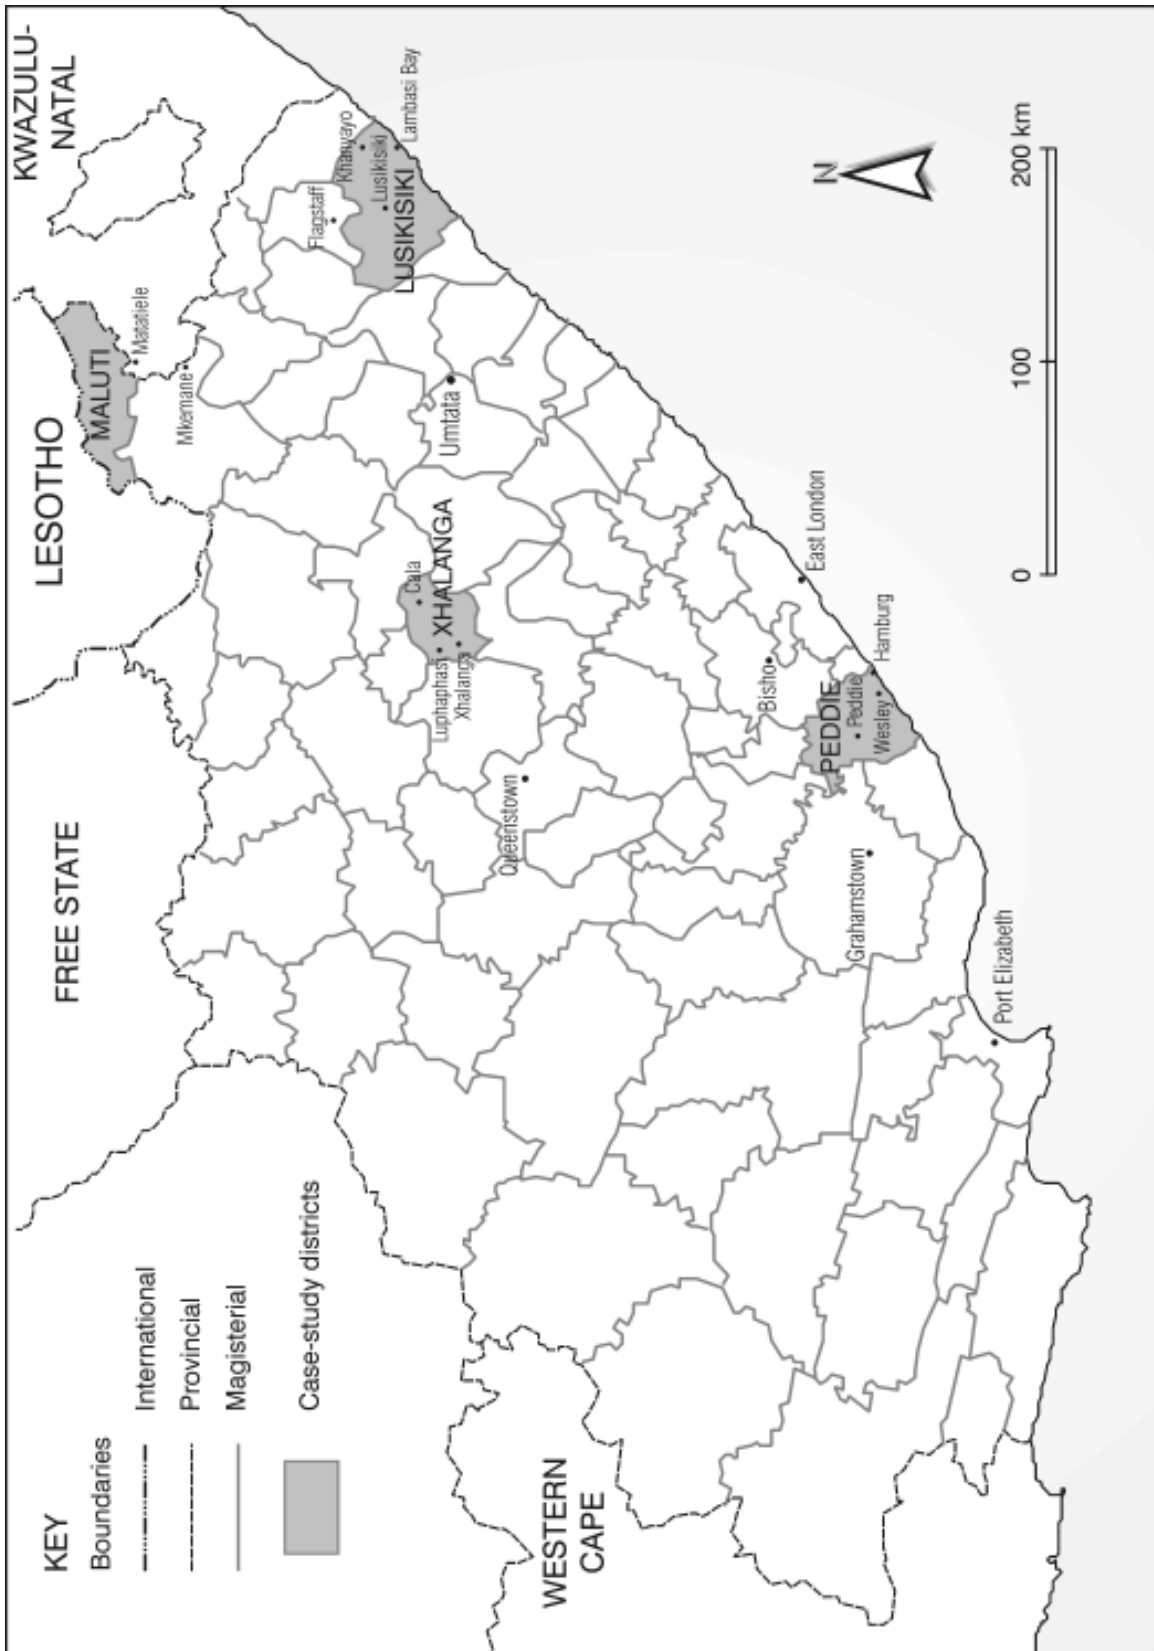 KEY
Boundaries
International
Provincial
Magisterial
Case-study districts
FREE STATE
LESOTHO
KWAZULU-
NATAL
WESTERN
CAPE
MALUTI
Matatiele
Mkemane
Flagstaff
Khanyayo
Lusikisiki
LUSIKISIKI
Lambasi Bay
Umtata
Cala
XHALANGA
Luphaphasi
Xhalanga
Queenstown
Bisho
East London
PEDDIE
Peddie
Wesley
Hamburg
Grahamstown
Port Elizabeth
N
0 100 200 km